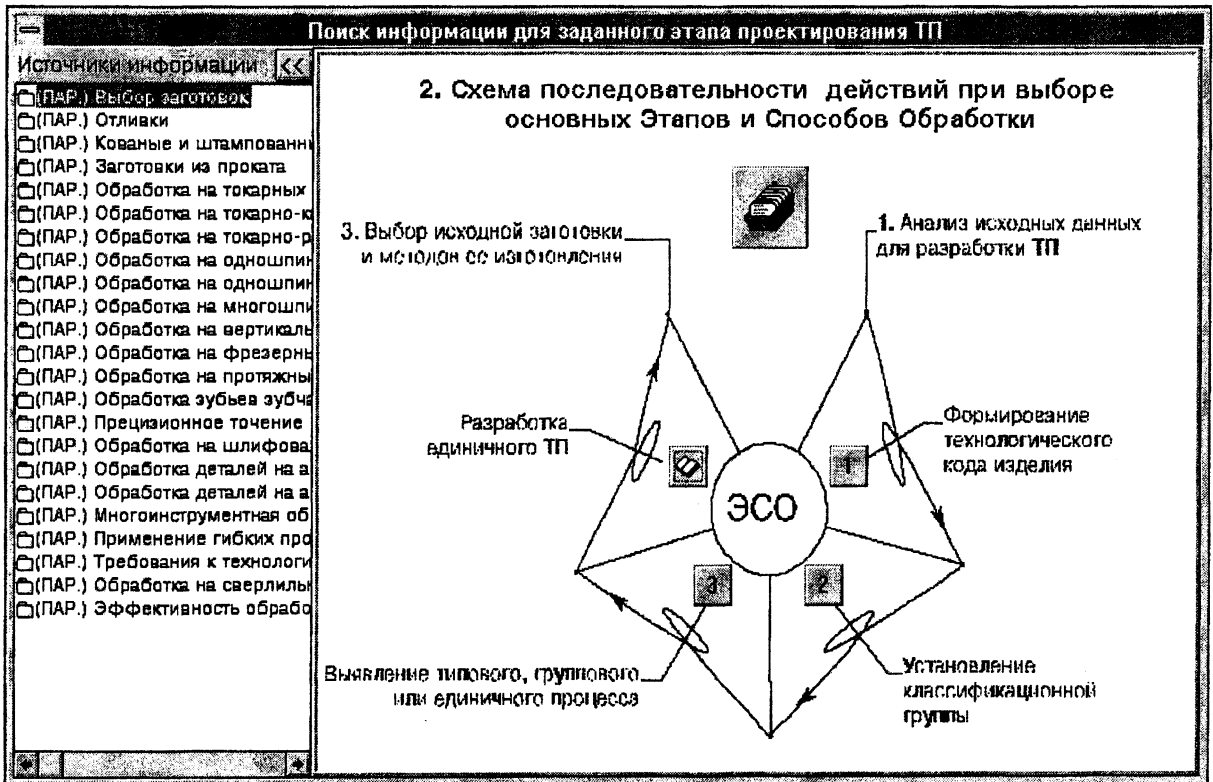 Поиск информации для заданного этапа проектирования ТП
Источники информации <<
(ПАР.) Выбор заготовок
(ПАР.) Отливки
(ПАР.) Кованые и штампованн
(ПАР.) Заготовки из проката
(ПАР.) Обработка на токарных
(ПАР.) Обработка на токарно-к
(ПАР.) Обработка на токарно-р
(ПАР.) Обработка на одношпин
(ПАР.) Обработка на одношпин
(ПАР.) Обработка на многошпи
(ПАР.) Обработка на вертикаль
(ПАР.) Обработка на фрезерны
(ПАР.) Обработка на протяжны
(ПАР.) Обработка зубьев зубча
(ПАР.) Прецизионное точение
(ПАР.) Обработка на шлифова
(ПАР.) Обработка деталей на а
(ПАР.) Обработка деталей на а
(ПАР.) Многоинструментная об
(ПАР.) Применение гибких про
(ПАР.) Требования к технологи
(ПАР.) Обработка на сверлильн
(ПАР.) Эффективность обрабо
2. Схема последовательности действий при выборе
основных Этапов и Способов Обработки
3. Выбор исходной заготовки
и методов ее изготовления
1. Анализ исходных данных
для разработки ТП
Разработка
единичного ТП
Формирование
технологического
кода изделия
1
ЭСО
3
2
Выявление типового, группового
или единичного процесса
Установление
классификационной
группы